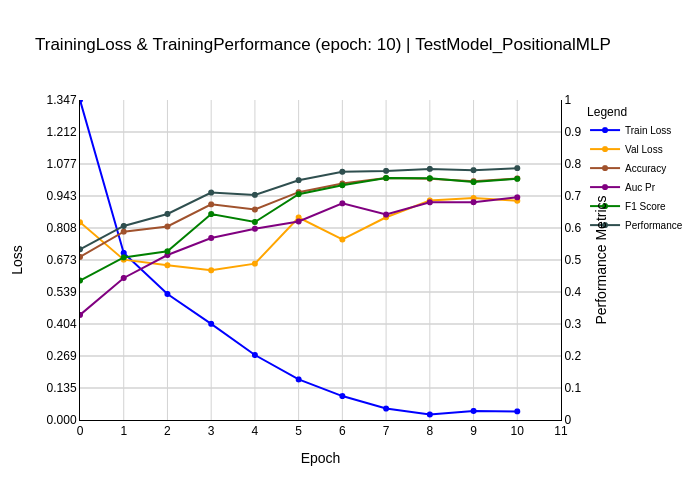 TrainingLoss & TrainingPerformance (epoch: 10) | TestModel_PositionalMLP
1.347
1.212
1.077
0.943
0.808
0.673
0.539
0.404
0.269
0.135
0.000
Loss
1
0.9
0.8
0.7
0.6
0.5
0.4
0.3
0.2
0.1
0
Performance Metrics
Legend
Train Loss
Val Loss
Accuracy
Auc Pr
F1 Score
Performance
0 1 2 3 4 5 6 7 8 9 10 11
Epoch